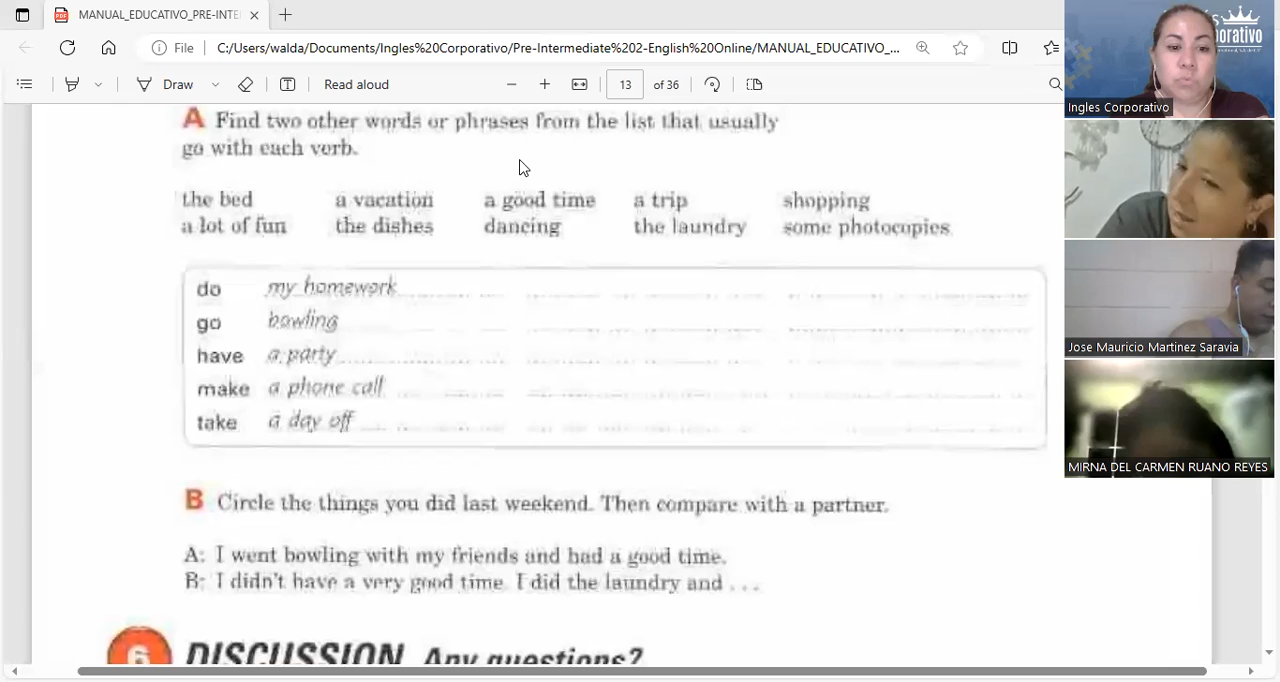 MANUAL_EDUCATIVO_PRE-INTE
File
C:/Users/walda/Documents/Ingles%20Corporativo/Pre-Intermediate%202-English%20Online/MANUAL_EDUCATIVO_...
Draw
Read aloud
13 of 36
A Find two other words or phrases from the list that usually
go with each verb.
the bed a vacation a good time a trip shopping
a lot of fun the dishes dancing the laundry some photocopies
do my homework
go bowling
have a party
make a phone call
take a day off
B Circle the things you did last weekend. Then compare with a partner.
A: I went bowling with my friends and had a good time.
B: I didn't have a very good time. I did the laundry and . . .
6 DISCUSSION Any questions?
Ingles Corporativo
Jose Mauricio Martinez Saravia
MIRNA DEL CARMEN RUANO REYES